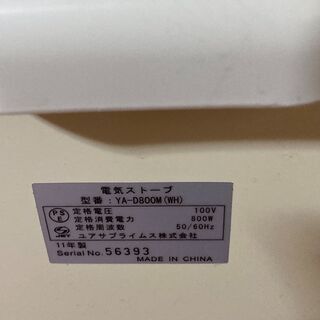 電気ストーブ
型番：YA-D800M(WH)
PSE
定格電圧 100V
定格消費電力 800W
定格周波数 50/60Hz
ユアサプライムス株式会社
11年製
Serial No. 56393
MADE IN CHINA